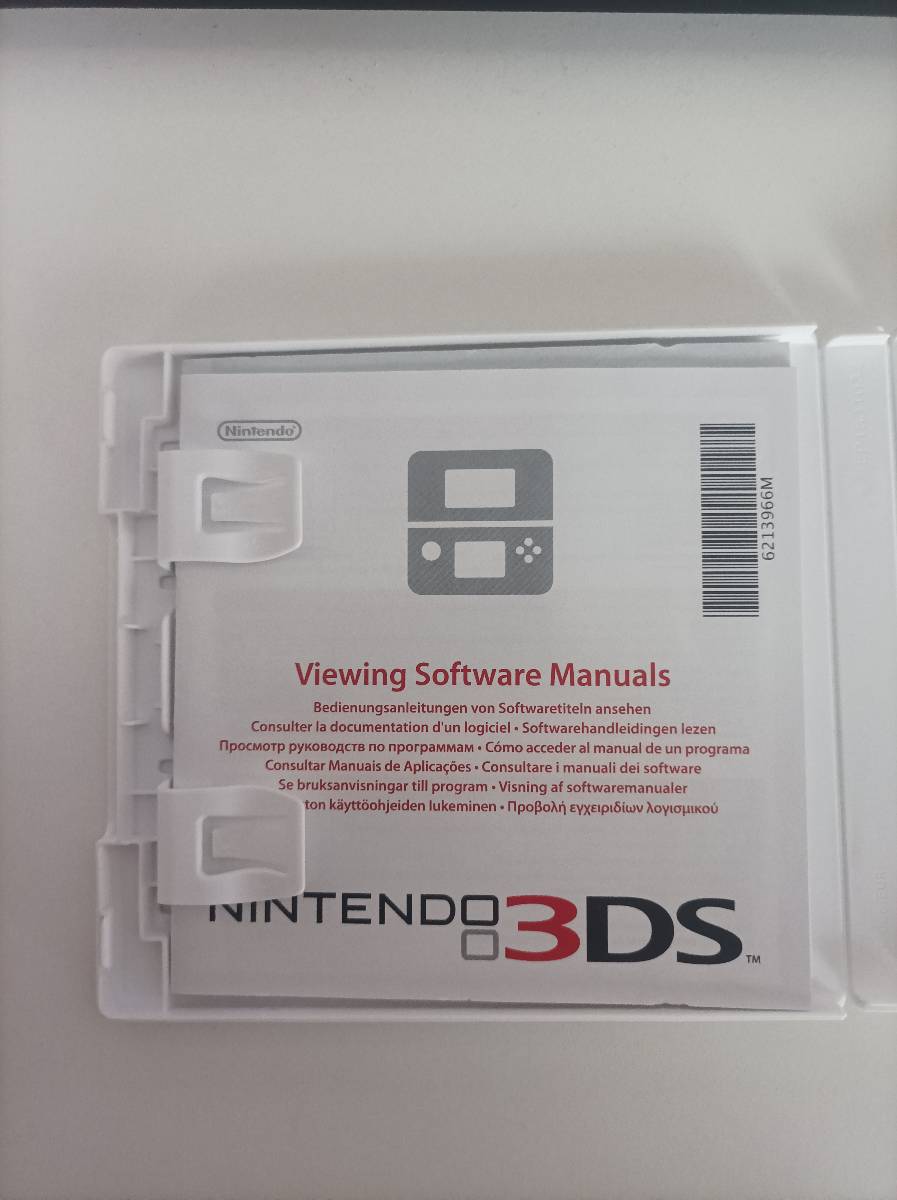 Nintendo
6213966M
Viewing Software Manuals
Bedienungsanleitungen von Softwaretiteln ansehen
Consulter la documentation d'un logiciel • Softwarehandleidingen lezen
Просмотр руководств по программам • Cómo acceder al manual de un programa
Consultar Manuais de Aplicações • Consultare i manuali dei software
Se bruksanvisningar till program • Visning af softwaremanualer
ton käyttöohjeiden lukeminen • Προβολή εγχειριδίων λογισμικού
NINTENDO 3DS™